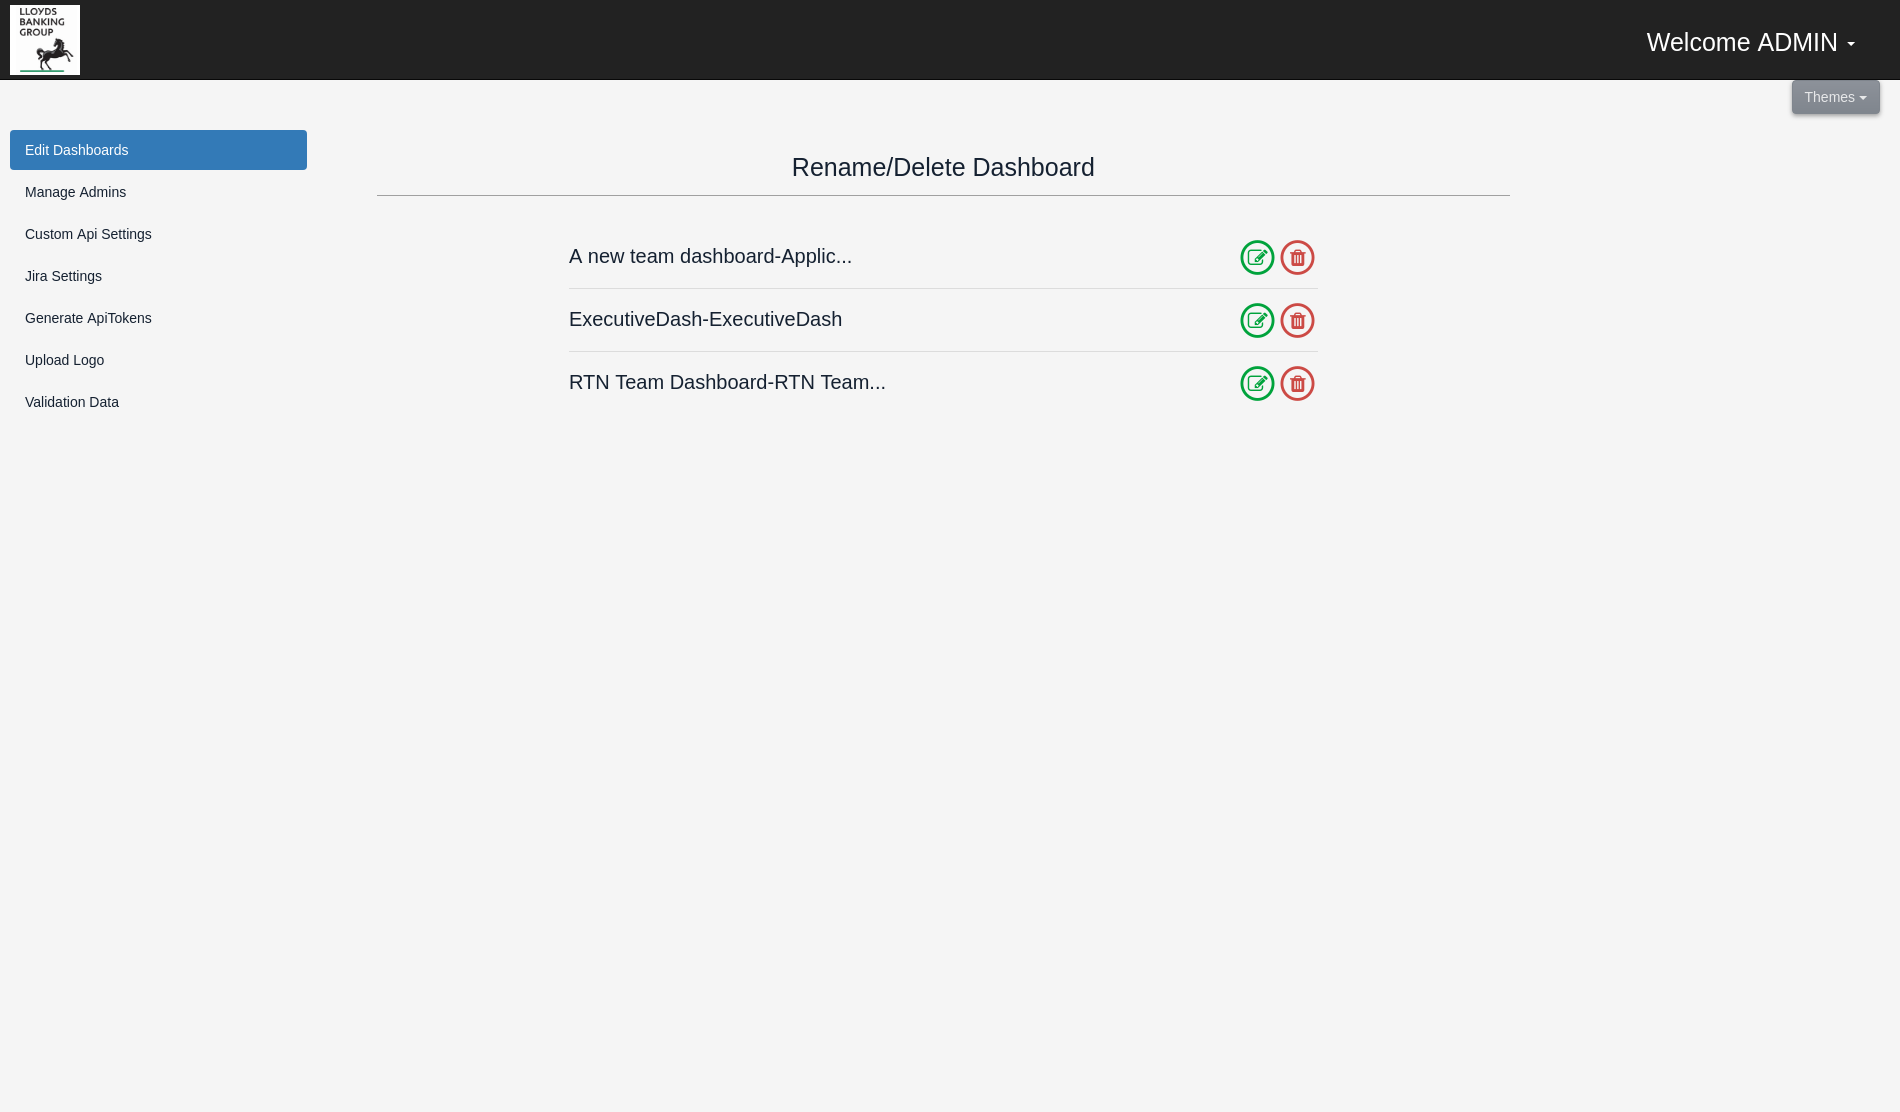 LLOYDS
BANKING
GROUP
Welcome ADMIN
Themes
Edit Dashboards
Manage Admins
Custom Api Settings
Jira Settings
Generate ApiTokens
Upload Logo
Validation Data
Rename/Delete Dashboard
A new team dashboard-Applic...
ExecutiveDash-ExecutiveDash
RTN Team Dashboard-RTN Team...